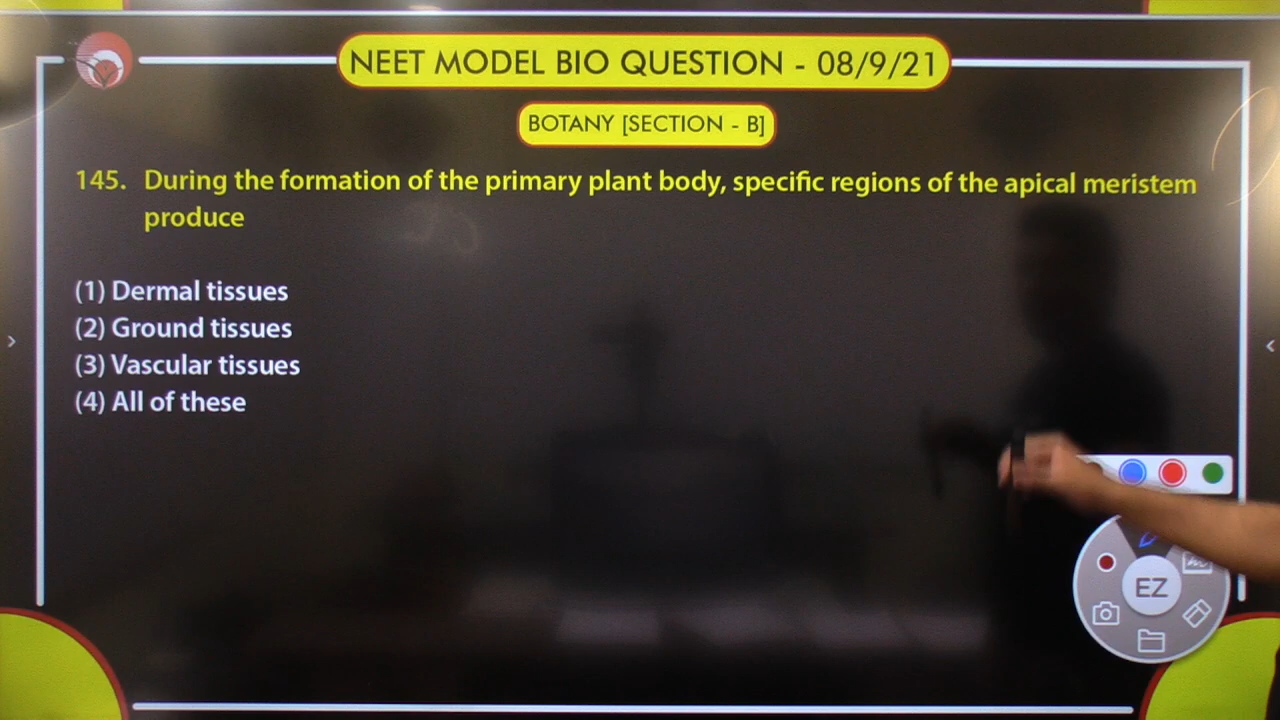 NEET MODEL BIO QUESTION - 08/9/21
BOTANY [SECTION - B]
145. During the formation of the primary plant body, specific regions of the apical meristem
produce
(1) Dermal tissues
(2) Ground tissues
(3) Vascular tissues
(4) All of these
EZ